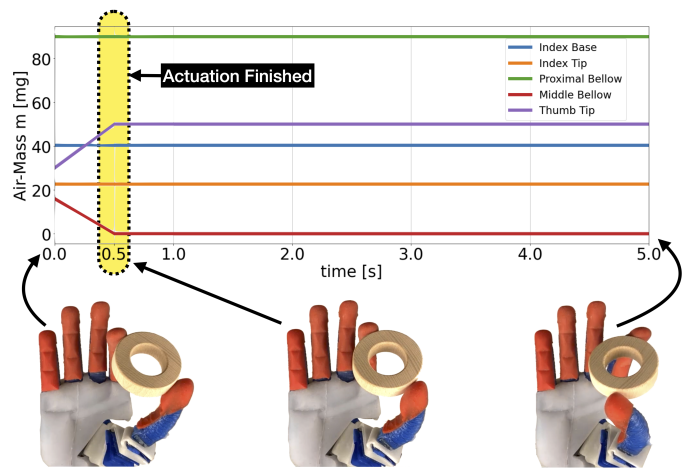 Air-Mass m [mg]
80
60
40
20
0
Actuation Finished
Index Base
Index Tip
Proximal Bellow
Middle Bellow
Thumb Tip
0.0 0.5 1.0 2.0 3.0 4.0 5.0
time [s]